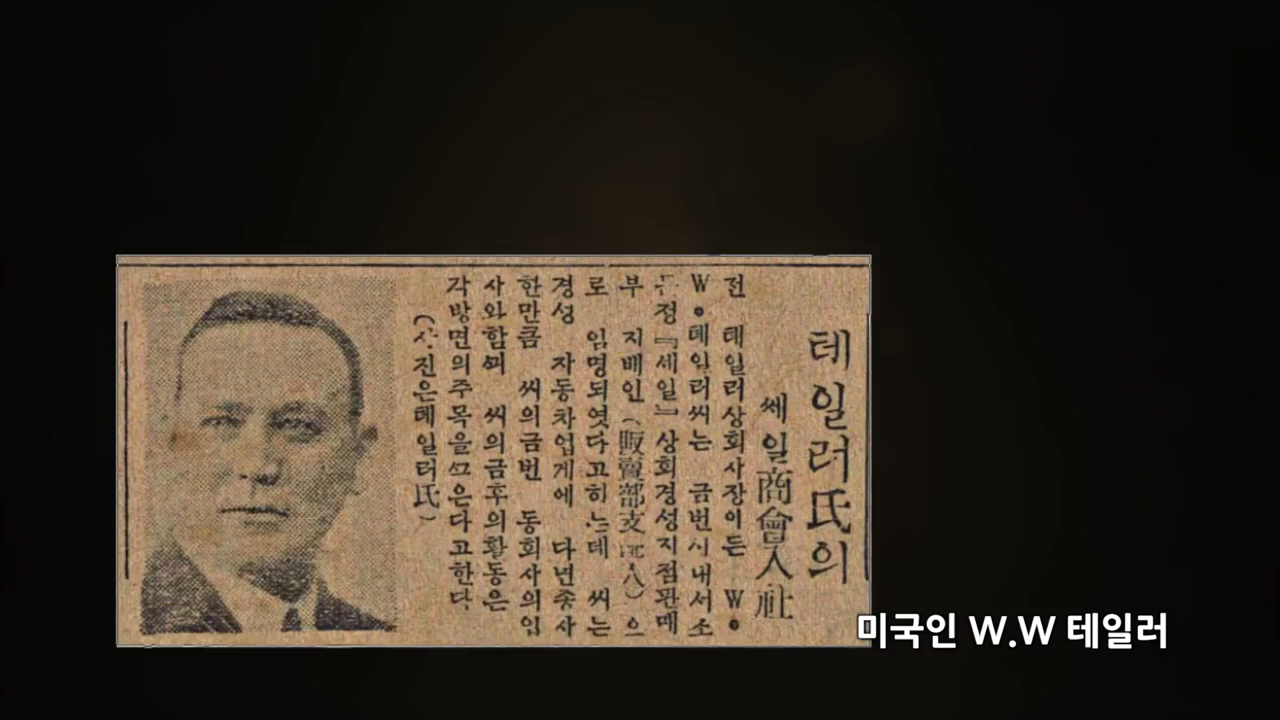 테일러氏의
쎄일商會入社
전 테일러상회사장이든 W.
W.테일러씨는 금번시내서소
정『세일』상회경성지점판매
부 지배인(販賣部支 人)으
로 임명되엿다고하는데 씨는
경성 자동차업게에 다년종사
한만큼 씨의금번 동회사의입
사와함께 씨의금후의활동은
각방면의주목을끄은다고한다
(사진은테일러氏)
미국인 W.W 테일러